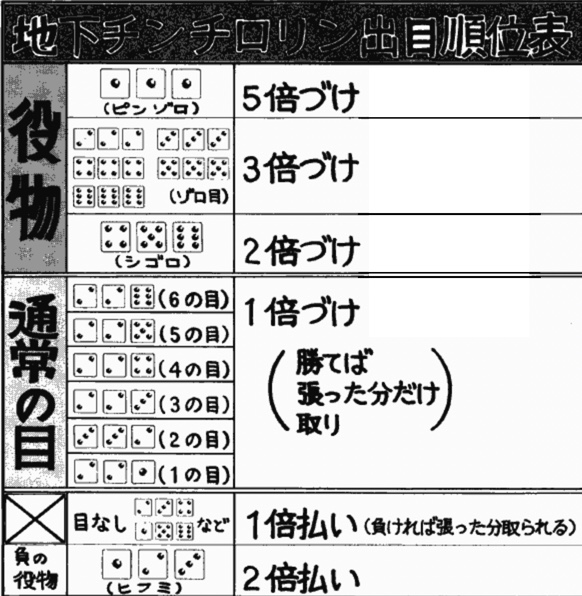 地下チンチロリン出目順位表
役物
(ピンゾロ)
5倍づけ
(ゾロ目)
3倍づけ
(シゴロ)
2倍づけ
通常の目
(6の目)
(5の目)
(4の目)
(3の目)
(2の目)
(1の目)
1倍づけ
(勝てば
張った分だけ
取り)
目なし
など
1倍払い(負ければ張った分取られる)
負の
役物
(ヒフミ)
2倍払い